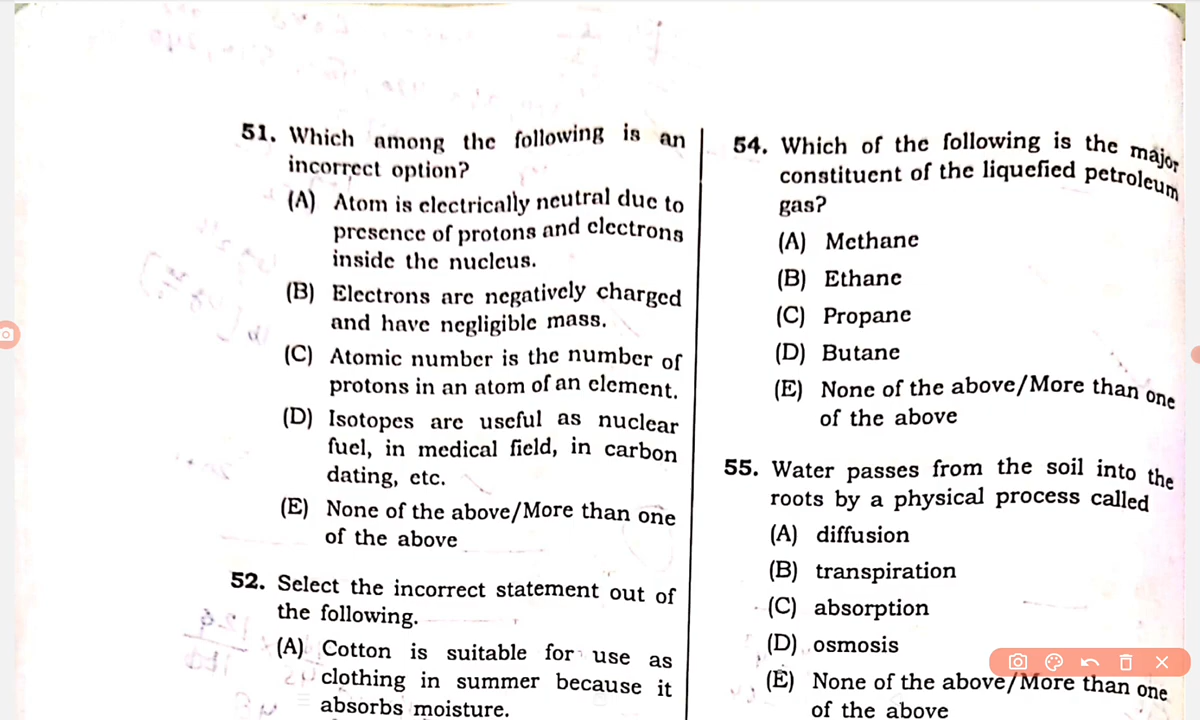 51. Which among the following is an
incorrect option?
(A) Atom is electrically neutral due to
presence of protons and electrons
inside the nucleus.
(B) Electrons are negatively charged
and have negligible mass.
(C) Atomic number is the number of
protons in an atom of an element.
(D) Isotopes are useful as nuclear
fuel, in medical field, in carbon
dating, etc.
(E) None of the above/More than one
of the above
52. Select the incorrect statement out of
the following.
(A) Cotton is suitable for use as
clothing in summer because it
absorbs moisture.
54. Which of the following is the major
constituent of the liquefied petroleum
gas?
(A) Methane
(B) Ethane
(C) Propane
(D) Butane
(E) None of the above/More than one
of the above
55. Water passes from the soil into the
roots by a physical process called
(A) diffusion
(B) transpiration
(C) absorption
(D) osmosis
(E) None of the above/More than one
of the above